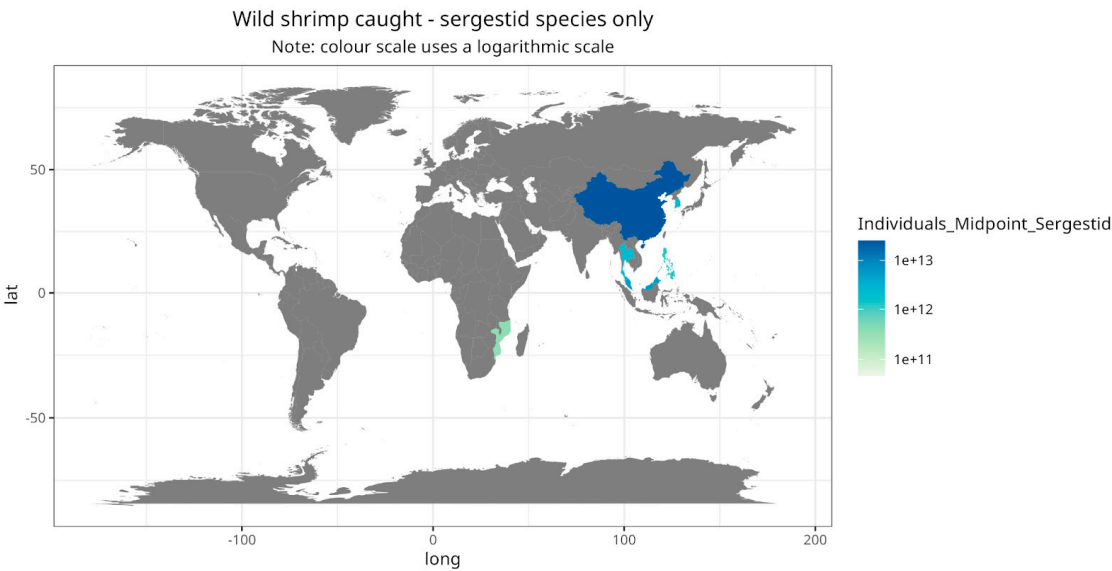 Wild shrimp caught - sergestid species only
Note: colour scale uses a logarithmic scale
lat
50
0
-50
-100
0
100
200
long
Individuals_Midpoint_Sergestid
1e+13
1e+12
1e+11